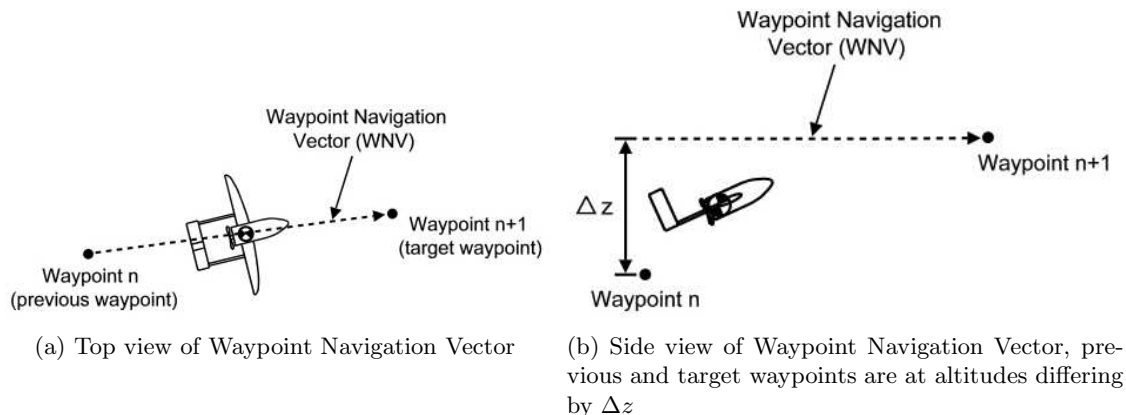 Waypoint Navigation
Vector (WNV)
Waypoint n+1
(target waypoint)
Waypoint n
(previous waypoint)
(a) Top view of Waypoint Navigation Vector
Waypoint Navigation
Vector (WNV)
Waypoint n+1
Δz
Waypoint n
(b) Side view of Waypoint Navigation Vector, pre-
vious and target waypoints are at altitudes differing
by Δz